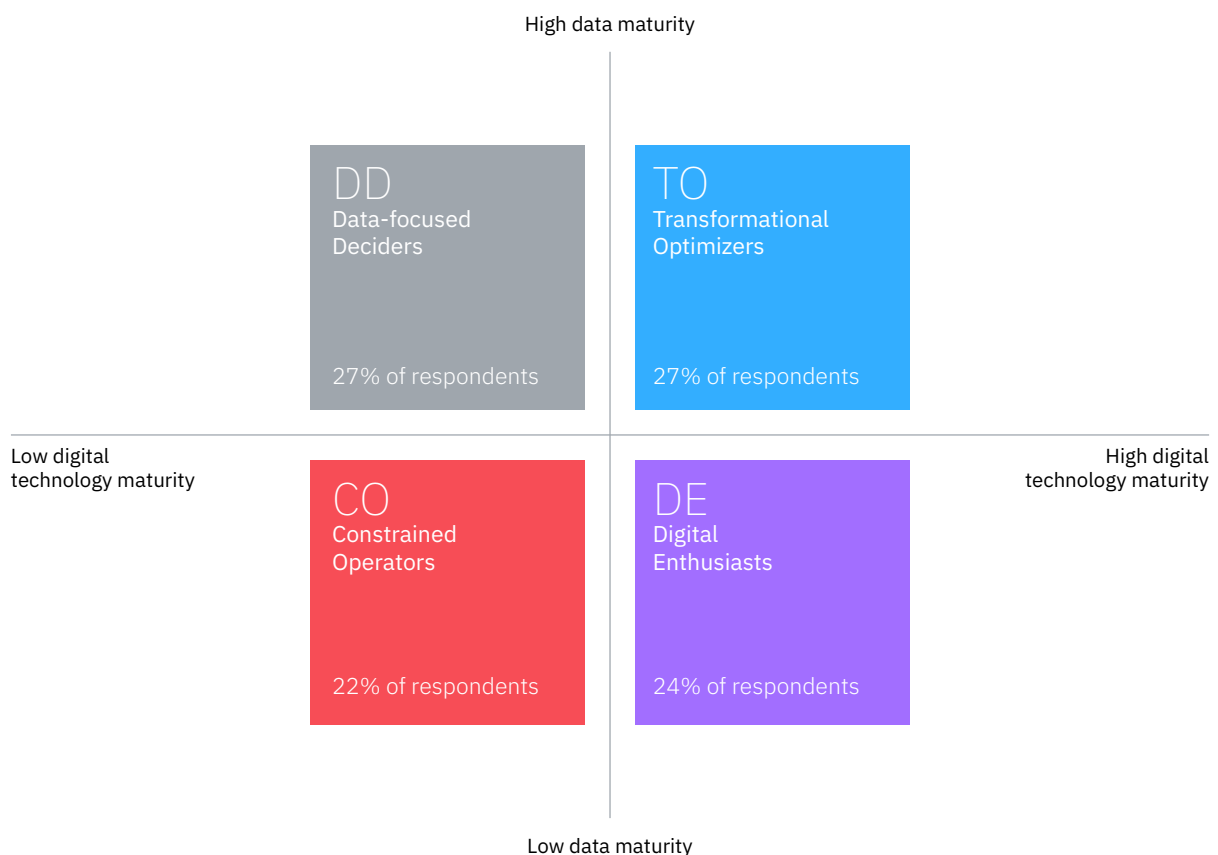 High data maturity
DD
Data-focused
Deciders
27% of respondents
TO
Transformational
Optimizers
27% of respondents
Low digital
technology maturity
High digital
technology maturity
CO
Constrained
Operators
22% of respondents
DE
Digital
Enthusiasts
24% of respondents
Low data maturity